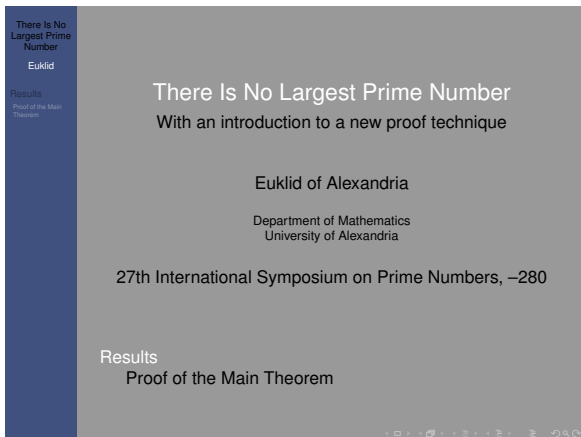 There Is No
Largest Prime
Number
Euklid
Results
Proof of the Main
Theorem
There Is No Largest Prime Number
With an introduction to a new proof technique
Euklid of Alexandria
Department of Mathematics
University of Alexandria
27th International Symposium on Prime Numbers, –280
Results
Proof of the Main Theorem